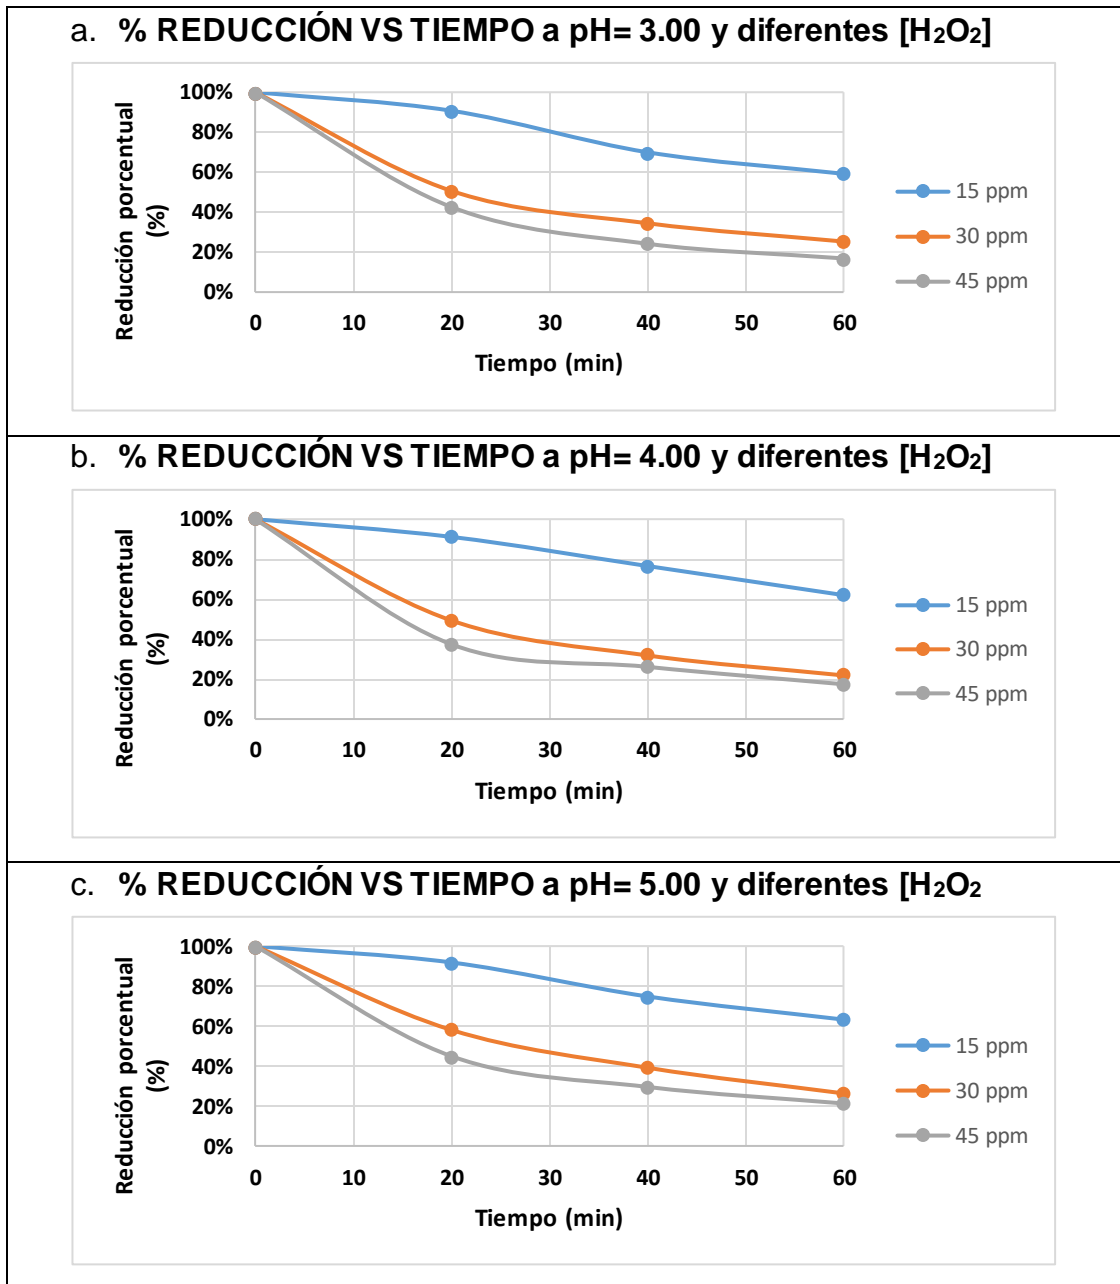 a. % REDUCCIÓN VS TIEMPO a pH= 3.00 y diferentes [H₂O₂]
Reducción porcentual
(%)
100%
80%
60%
40%
20%
0%
0 10 20 30 40 50 60
Tiempo (min)
15 ppm
30 ppm
45 ppm
b. % REDUCCIÓN VS TIEMPO a pH= 4.00 y diferentes [H₂O₂]
Reducción porcentual
(%)
100%
80%
60%
40%
20%
0%
0 10 20 30 40 50 60
Tiempo (min)
15 ppm
30 ppm
45 ppm
c. % REDUCCIÓN VS TIEMPO a pH= 5.00 y diferentes [H₂O₂
Reducción porcentual
(%)
100%
80%
60%
40%
20%
0%
0 10 20 30 40 50 60
Tiempo (min)
15 ppm
30 ppm
45 ppm